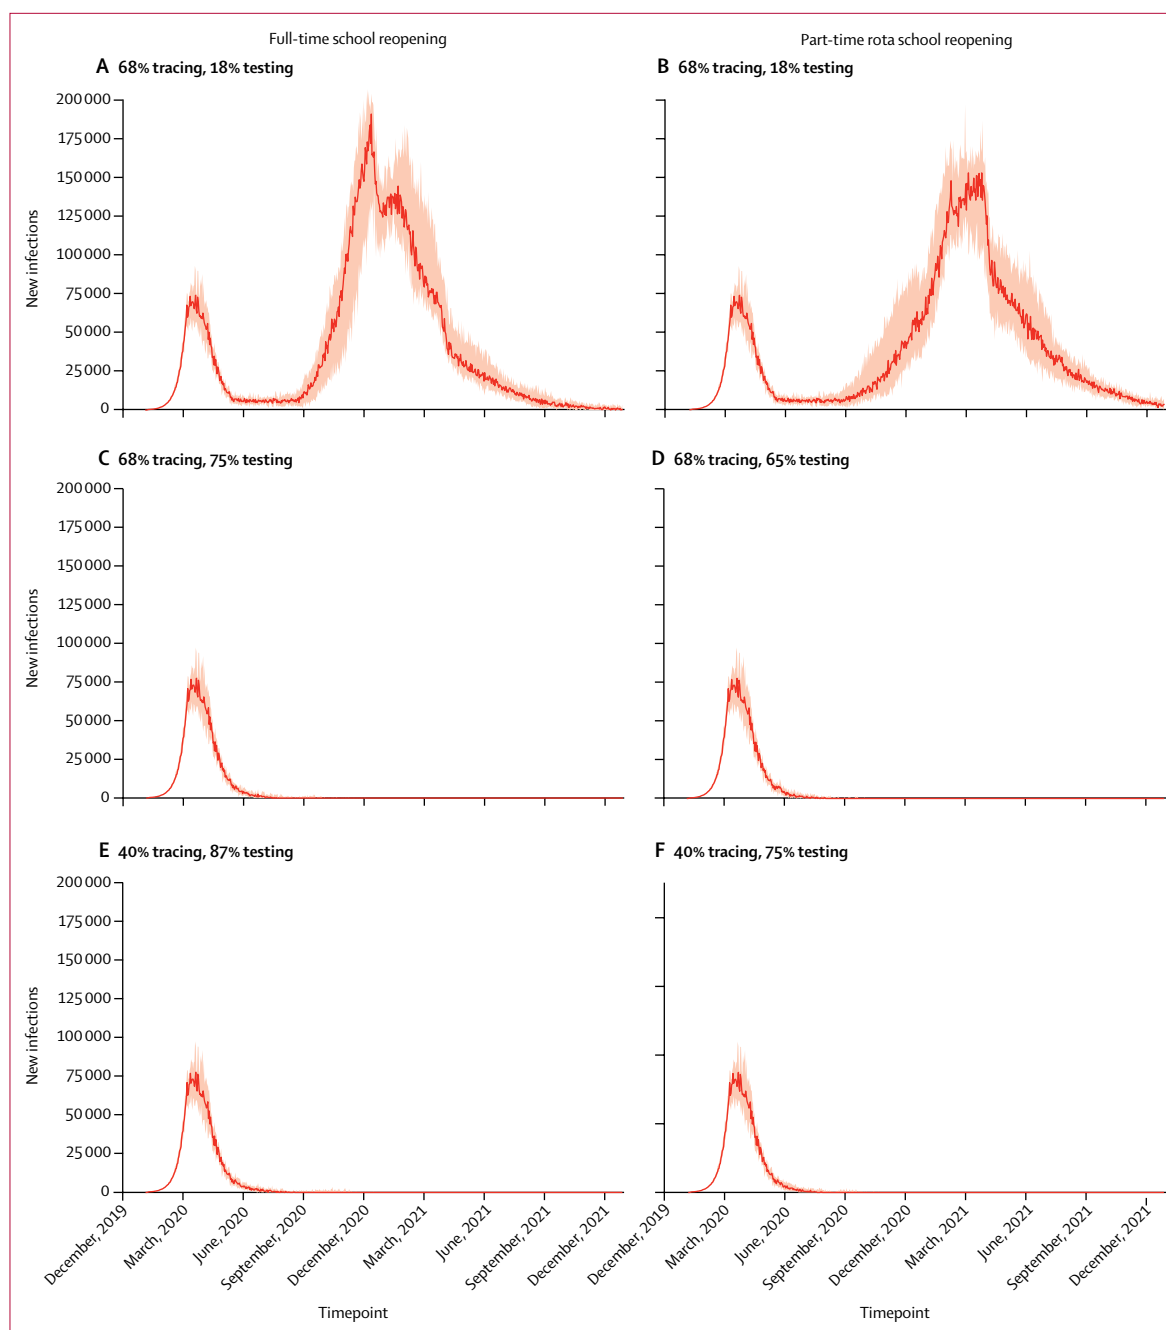 Full-time school reopening
Part-time rota school reopening
A 68% tracing, 18% testing
B 68% tracing, 18% testing
New infections
200 000
175 000
150 000
125 000
100 000
75 000
50 000
25 000
0
C 68% tracing, 75% testing
D 68% tracing, 65% testing
New infections
200 000
175 000
150 000
125 000
100 000
75 000
50 000
25 000
0
E 40% tracing, 87% testing
F 40% tracing, 75% testing
New infections
200 000
175 000
150 000
125 000
100 000
75 000
50 000
25 000
0
December, 2019
March, 2020
June, 2020
September, 2020
December, 2020
March, 2021
June, 2021
September, 2021
December, 2021
December, 2019
March, 2020
June, 2020
September, 2020
December, 2020
March, 2021
June, 2021
September, 2021
December, 2021
Timepoint
Timepoint